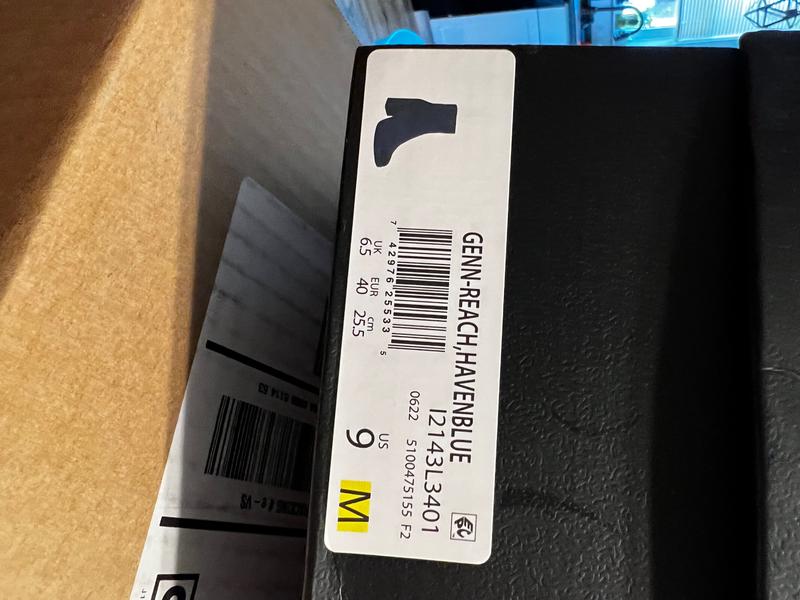 GENN-REACH,HAVENBLUE
I2143L3401
0622 5100475155 F2
7 42976 25533 5
UK EUR cm
6.5 40 25.5
US
9 M